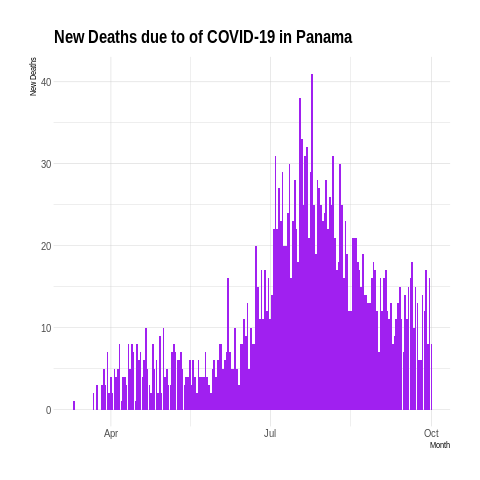 New Deaths due to of COVID-19 in Panama
New Deaths
40
30
20
10
0
Apr
Jul
Oct
Month